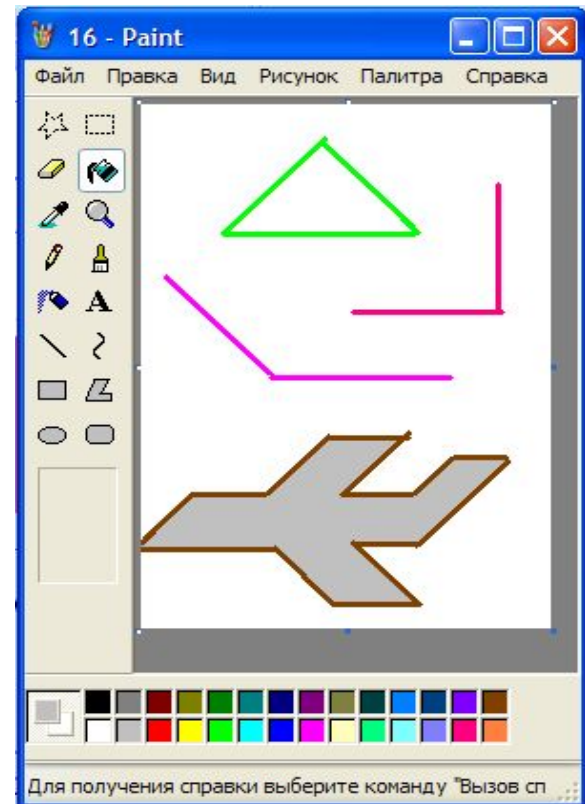 16 - Paint
Файл Правка Вид Рисунок Палитра Справка
A
Для получения справки выберите команду "Вызов сп